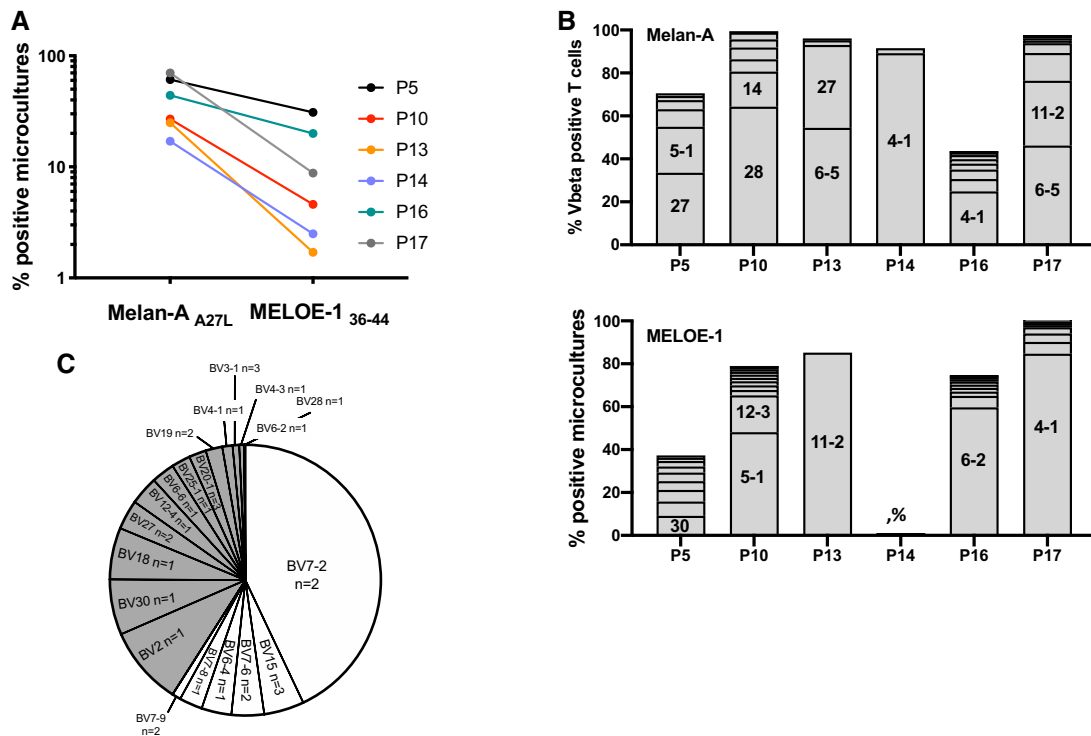 A
% positive microcultures
100
10
1
Melan-A A27L
MELOE-1 36-44
P5
P10
P13
P14
P16
P17
B
Melan-A
% Vbeta positive T cells
100
80
60
40
20
0
5-1
27
14
28
27
6-5
4-1
4-1
11-2
6-5
P5 P10 P13 P14 P16 P17
MELOE-1
% positive microcultures
100
80
60
40
20
0
30
12-3
5-1
11-2
,%
6-2
4-1
P5 P10 P13 P14 P16 P17
C
BV3-1 n=3
BV4-3 n=1
BV28 n=1
BV4-1 n=1
BV6-2 n=1
BV19 n=2
BV20-1 n=3
BV25-1 n=1
BV6-6 n=1
BV12-4 n=1
BV27 n=2
BV18 n=1
BV30 n=1
BV2 n=1
BV7-2
n=2
BV15 n=3
BV7-6 n=2
BV6-4 n=1
BV7-8 n=1
BV7-9
n=2